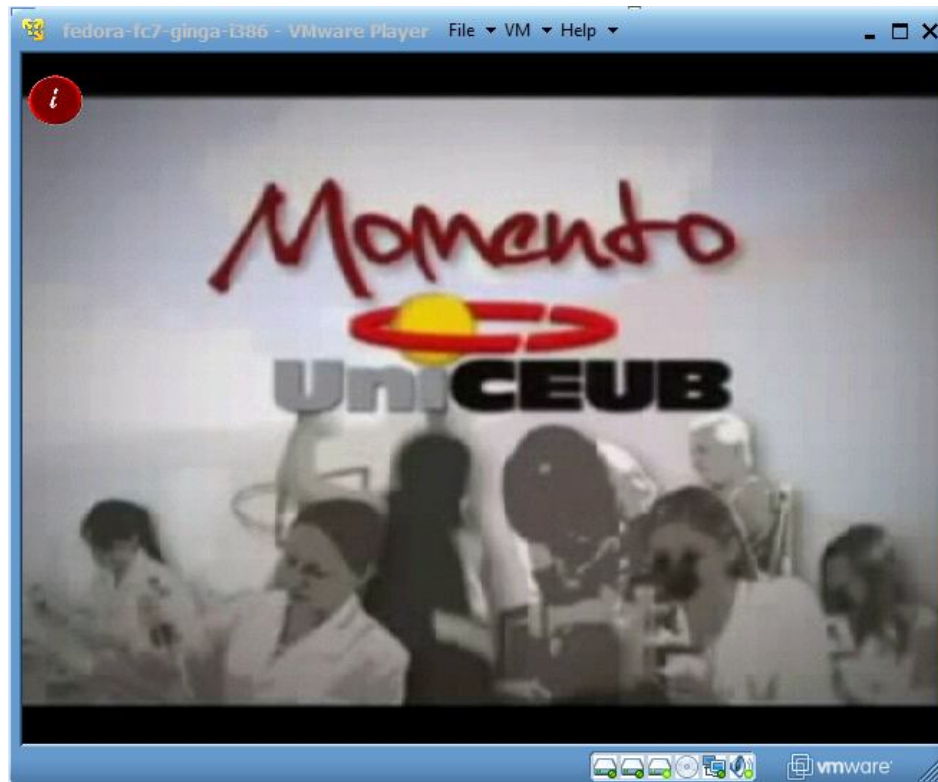 fedora-fc7-ginga-i386 - VMware Player File VM Help
i
Momento
UniCEUB
vmware